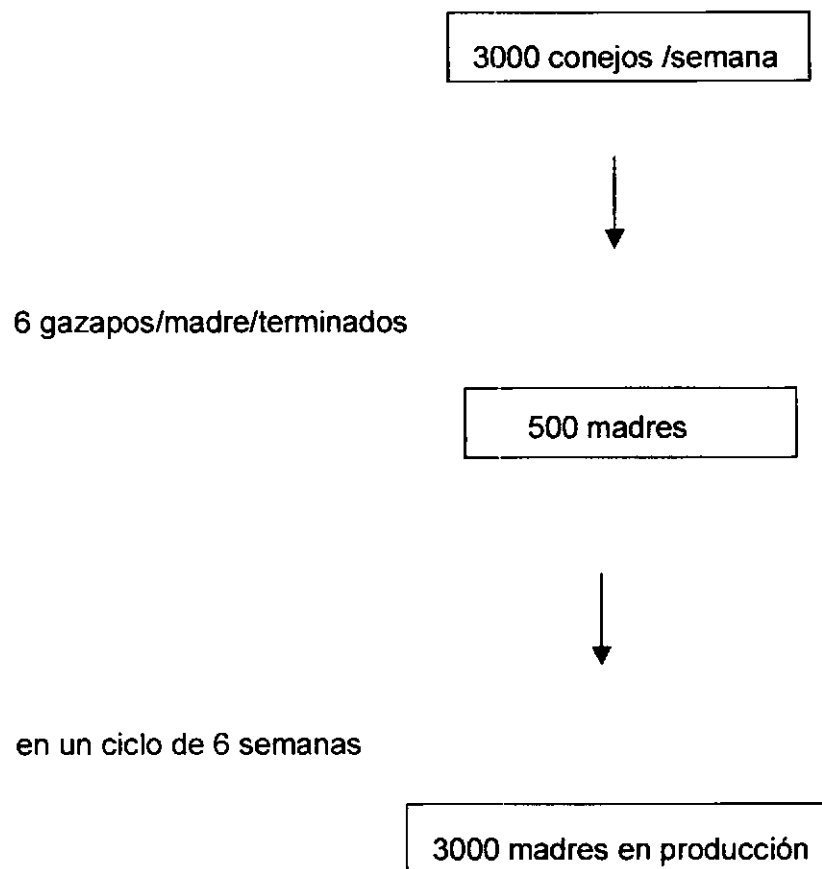 3000 conejos /semana
6 gazapos/madre/terminados
500 madres
en un ciclo de 6 semanas
3000 madres en producción